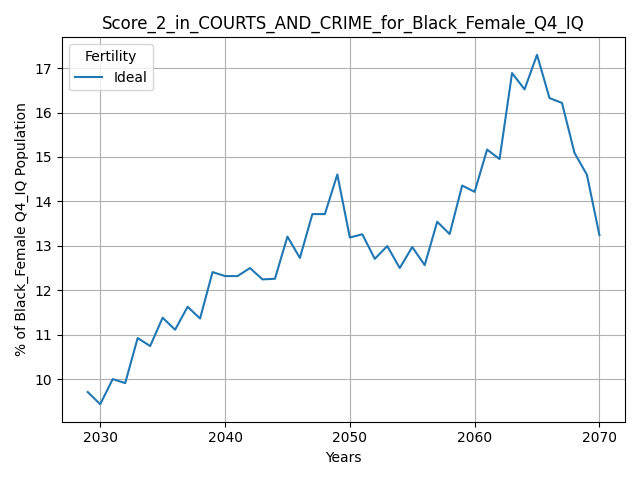 Score_2_in_COURTS_AND_CRIME_for_Black_Female_Q4_IQ
Fertility
Ideal
% of Black_Female Q4_IQ Population
17
16
15
14
13
12
11
10
2030
2040
2050
2060
2070
Years